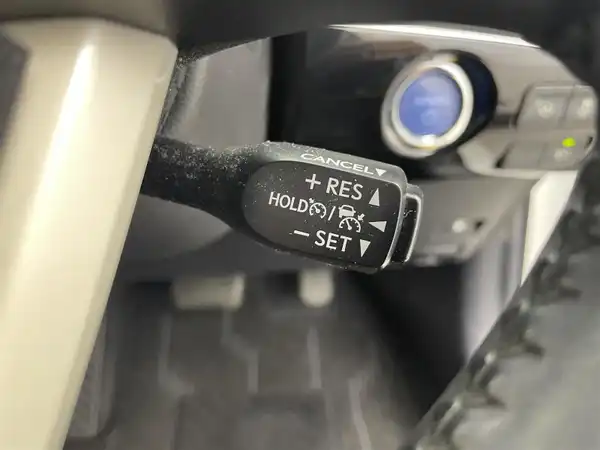 CANCEL▼
+ RES ▲
HOLD /
− SET ▼